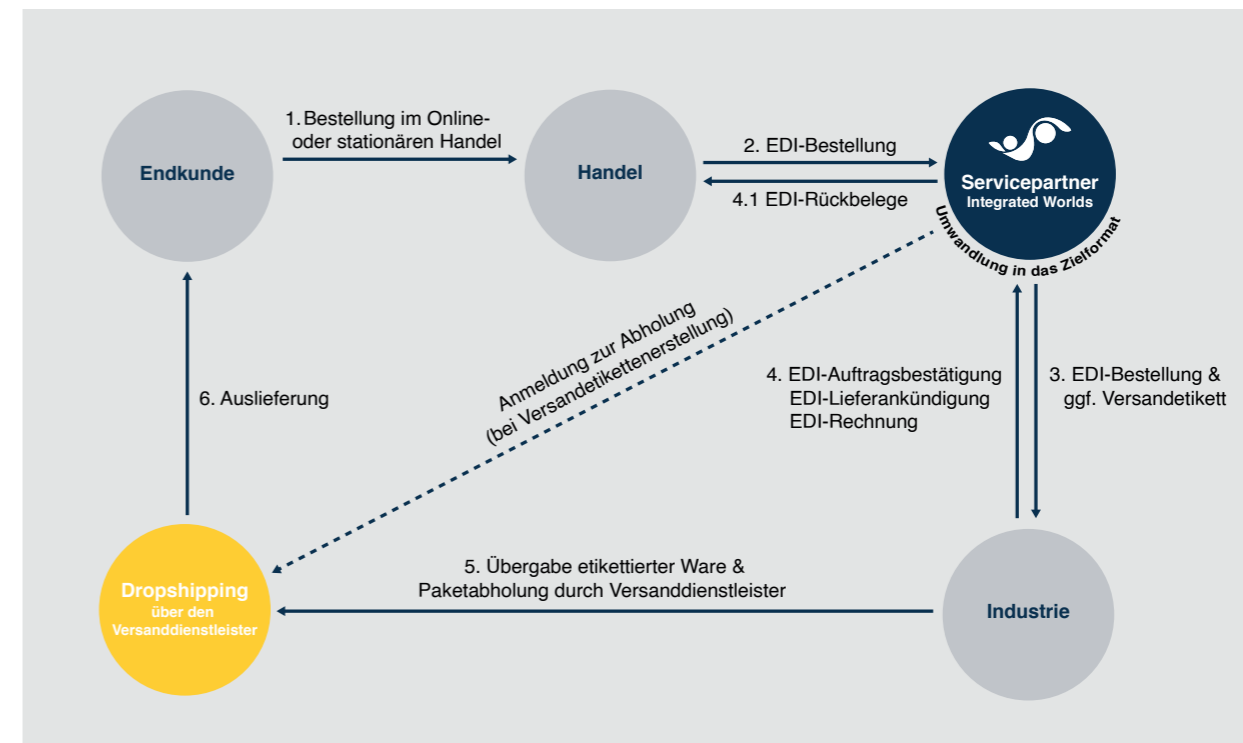 1. Bestellung im Online-
oder stationären Handel
Endkunde
Handel
2. EDI-Bestellung
4.1 EDI-Rückbelege
Servicepartner
Integrated Worlds
Umwandlung in das Zielformat
Anmeldung zur Abholung
(bei Versandetikettenerstellung)
4. EDI-Auftragsbestätigung
EDI-Lieferankündigung
EDI-Rechnung
3. EDI-Bestellung &
ggf. Versandetikett
6. Auslieferung
5. Übergabe etikettierter Ware &
Paketabholung durch Versanddienstleister
Dropshipping
über den
Versanddienstleister
Industrie